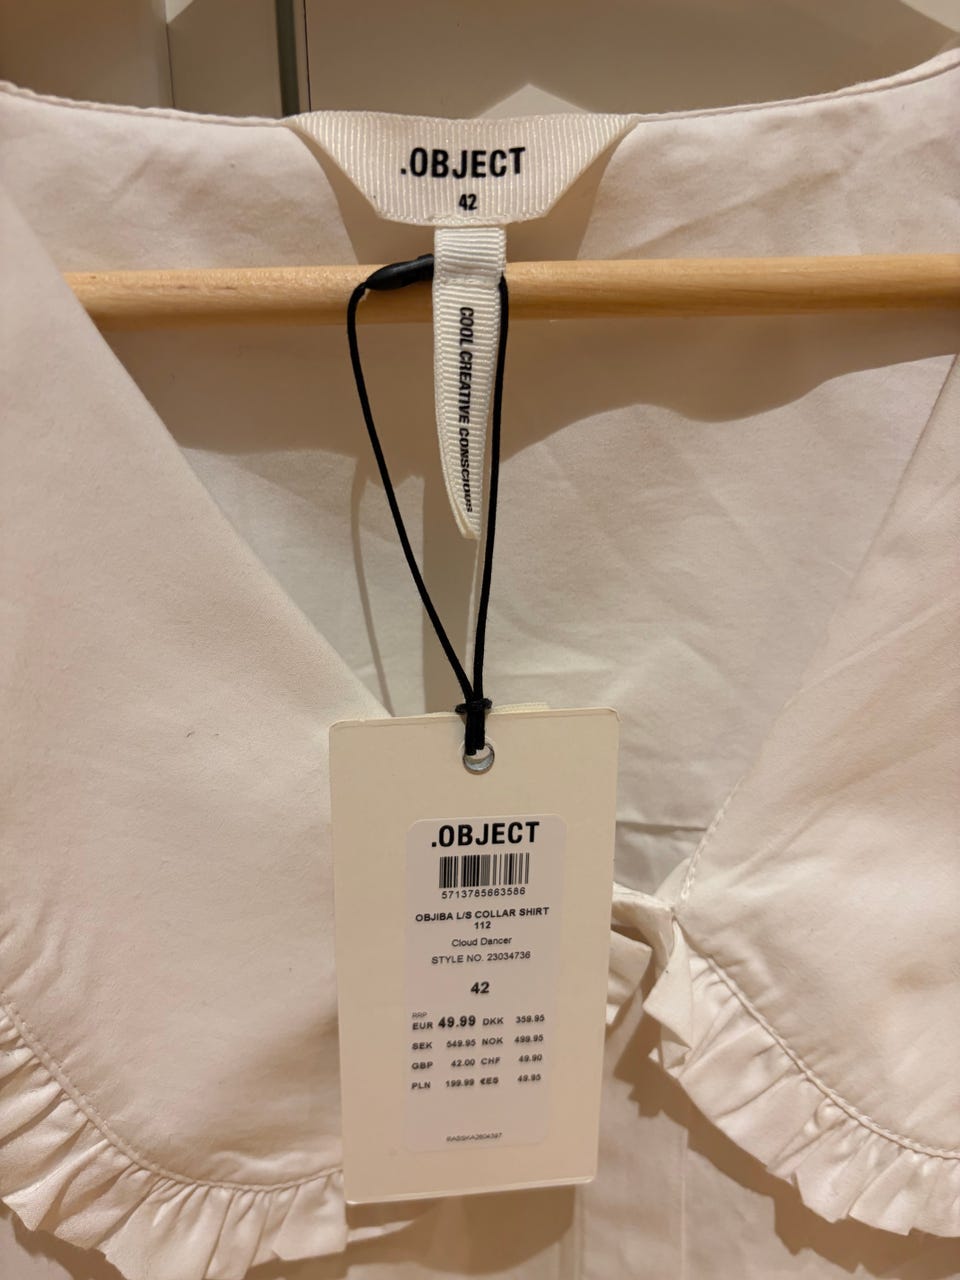 .OBJECT
42
COOL CREATIVE CONSCIOUS
.OBJECT
5713785663586
OBJIBA L/S COLLAR SHIRT
112
Cloud Dancer
STYLE NO. 23034736
42
RRP
EUR 49.99 DKK 359.95
SEK 549.95 NOK 499.95
GBP 42.00 CHF 49.90
PLN 199.99 €ES 49.95